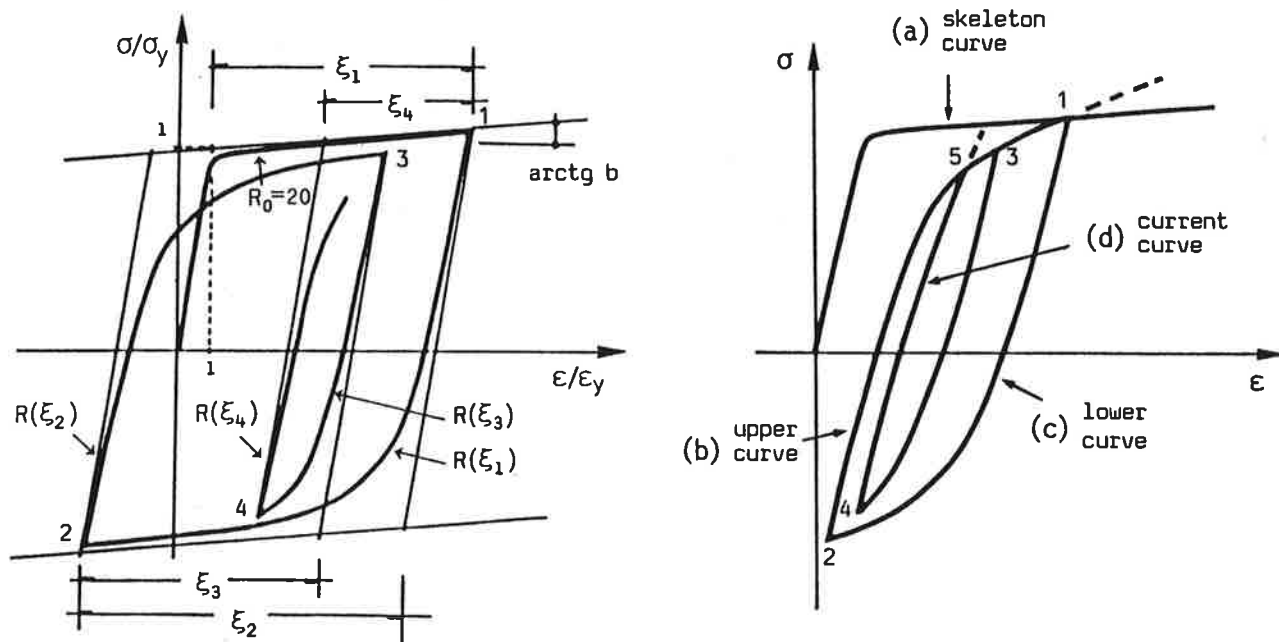 σ/σy
ξ₁
ξ₄
1
1
3
arctg b
R₀=20
1
ε/εy
R(ξ₂)
R(ξ₄)
R(ξ₃)
R(ξ₁)
4
2
ξ₃
ξ₂
(a) skeleton
curve
σ
1
5
3
(d) current
curve
ε
(b) upper
curve
(c) lower
curve
4
2